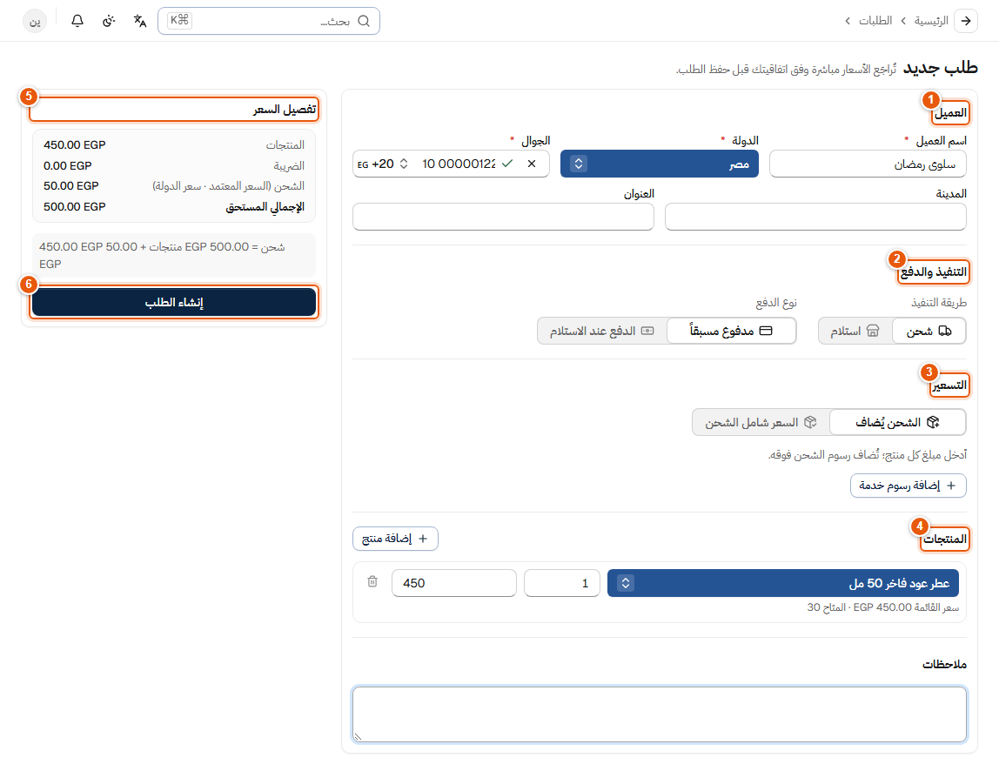 الرئيسية
الطلبات
بحث...
⌘K
ين
طلب جديد
تُراجَع الأسعار مباشرة وفق اتفاقيتك قبل حفظ الطلب.
1
العميل
اسم العميل *
الدولة *
الجوال *
سلوى رمضان
مصر
10 00000122
EG +20
المدينة
العنوان
2
التنفيذ والدفع
طريقة التنفيذ
نوع الدفع
شحن
استلام
مدفوع مسبقاً
الدفع عند الاستلام
3
التسعير
الشحن يُضاف
السعر شامل الشحن
أدخل مبلغ كل منتج؛ تُضاف رسوم الشحن فوقه.
+ إضافة رسوم خدمة
4
المنتجات
+ إضافة منتج
عطر عود فاخر 50 مل
1
450
سعر القائمة 450.00 EGP · المتاح 30
ملاحظات
5
تفصيل السعر
المنتجات 450.00 EGP
الضريبة 0.00 EGP
الشحن (السعر المعتمد · سعر الدولة) 50.00 EGP
الإجمالي المستحق 500.00 EGP
450.00 EGP منتجات + 50.00 EGP شحن = 500.00 EGP
6
إنشاء الطلب